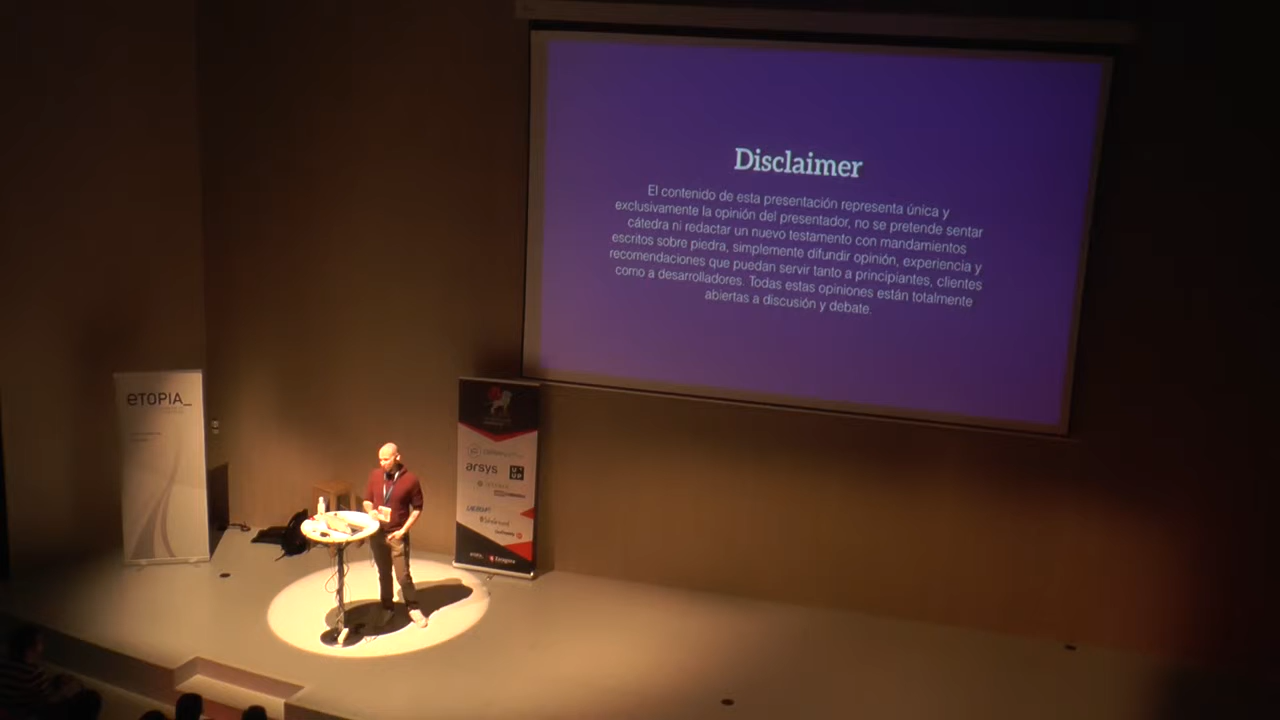 Disclaimer
El contenido de esta presentación representa única y
exclusivamente la opinión del presentador, no se pretende sentar
cátedra ni redactar un nuevo testamento con mandamientos
escritos sobre piedra, simplemente difundir opinión, experiencia y
recomendaciones que puedan servir tanto a principiantes, clientes
como a desarrolladores. Todas estas opiniones están totalmente
abiertas a discusión y debate.
eTOPIA_
arsys